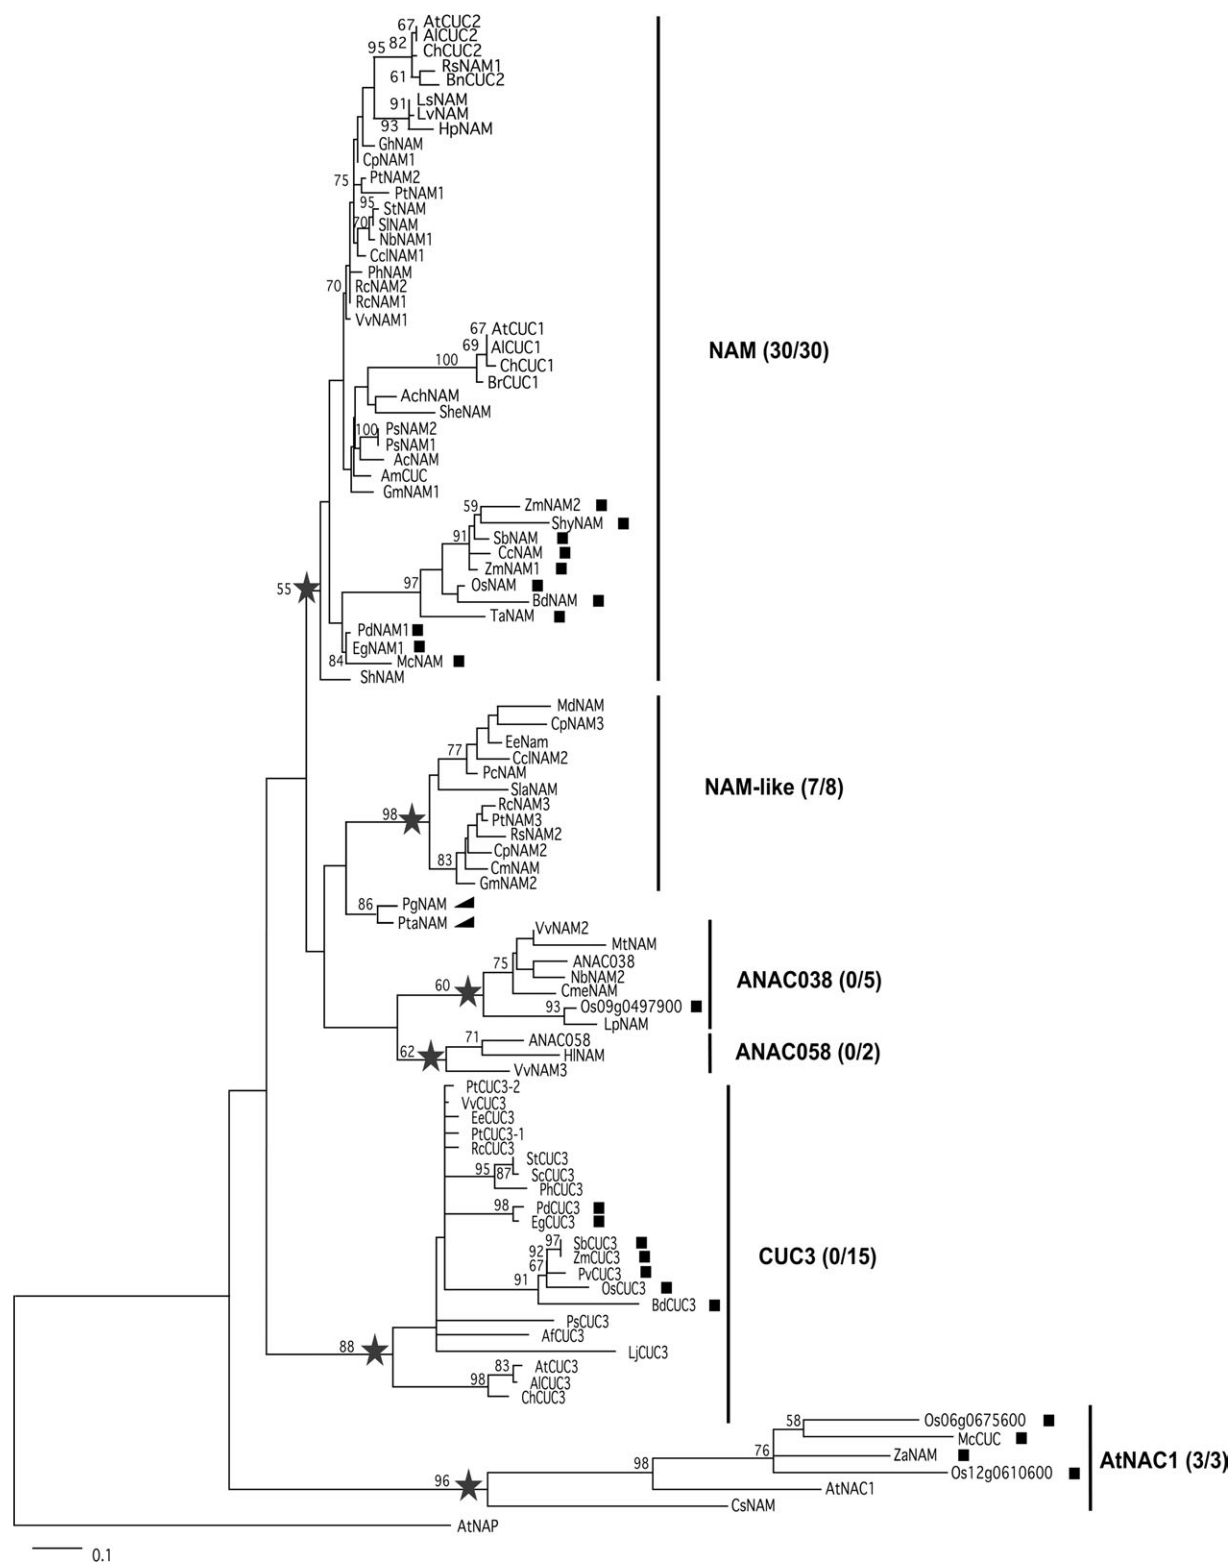 67
AtCUC2
AlCUC2
95
82
ChCUC2
RsNAM1
61
BnCUC2
LsNAM
91
LvNAM
93
HpNAM
GhNAM
CpNAM1
75
PtNAM2
PtNAM1
95
StNAM
70
SlNAM
NbNAM1
CclNAM1
PhNAM
70
RcNAM2
RcNAM1
VvNAM1
67
AtCUC1
69
AlCUC1
NAM (30/30)
100
ChCUC1
BrCUC1
AchNAM
SheNAM
100
PsNAM2
PsNAM1
AcNAM
AmCUC
GmNAM1
59
ZmNAM2
ShyNAM
91
SbNAM
CcNAM
ZmNAM1
55
97
OsNAM
BdNAM
TaNAM
PdNAM1
EgNAM1
84
McNAM
ShNAM
MdNAM
CpNAM3
EeNam
77
CclNAM2
PcNAM
NAM-like (7/8)
SlaNAM
RcNAM3
98
PtNAM3
RsNAM2
CpNAM2
83
CmNAM
GmNAM2
86
PgNAM
PtaNAM
VvNAM2
MtNAM
75
ANAC038
NbNAM2
ANAC038 (0/5)
60
CmeNAM
93
Os09g0497900
LpNAM
71
ANAC058
62
HlNAM
ANAC058 (0/2)
VvNAM3
PtCUC3-2
VvCUC3
EeCUC3
PtCUC3-1
RcCUC3
StCUC3
95
87
ScCUC3
PhCUC3
98
PdCUC3
EgCUC3
97
SbCUC3
92
ZmCUC3
CUC3 (0/15)
67
PvCUC3
91
OsCUC3
BdCUC3
PsCUC3
AfCUC3
88
LjCUC3
83
AtCUC3
98
AlCUC3
ChCUC3
58
Os06g0675600
McCUC
76
ZaNAM
AtNAC1 (3/3)
98
Os12g0610600
96
AtNAC1
CsNAM
AtNAP
0.1